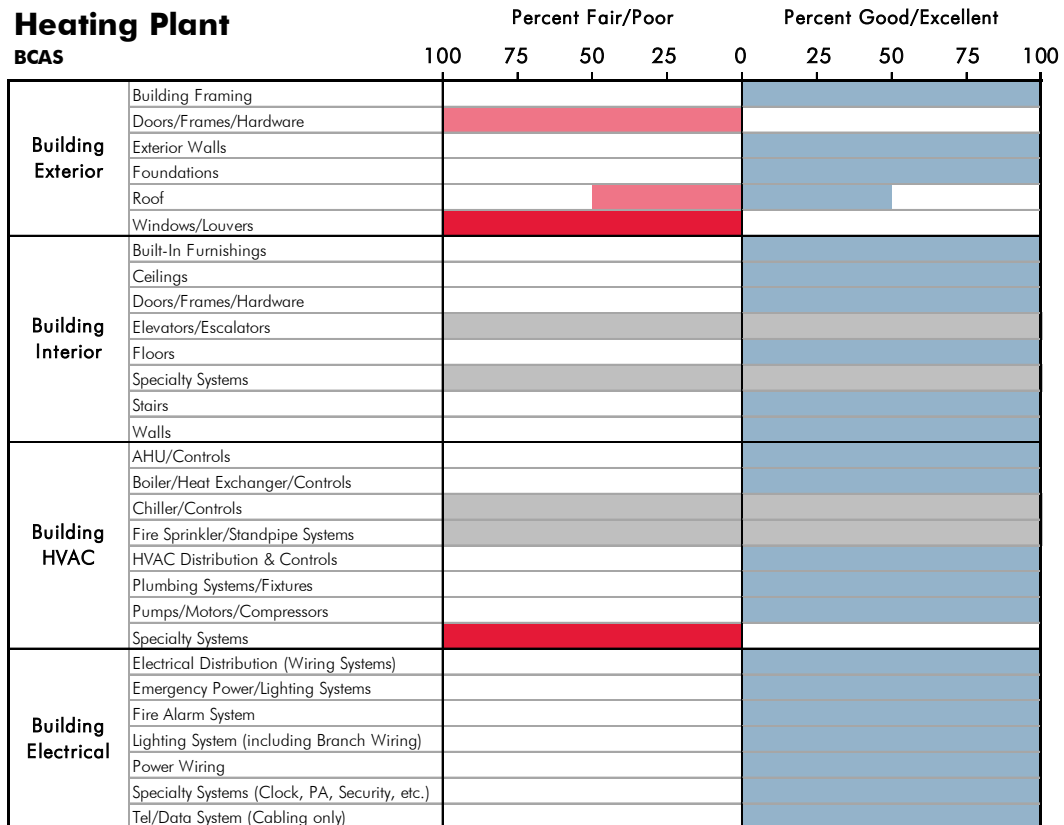 Heating Plant
Percent Fair/Poor Percent Good/Excellent
BCAS 100 75 50 25 0 25 50 75 100
Building Exterior
Building Framing
Doors/Frames/Hardware
Exterior Walls
Foundations
Roof
Windows/Louvers
Building Interior
Built-In Furnishings
Ceilings
Doors/Frames/Hardware
Elevators/Escalators
Floors
Specialty Systems
Stairs
Walls
Building HVAC
AHU/Controls
Boiler/Heat Exchanger/Controls
Chiller/Controls
Fire Sprinkler/Standpipe Systems
HVAC Distribution & Controls
Plumbing Systems/Fixtures
Pumps/Motors/Compressors
Specialty Systems
Building Electrical
Electrical Distribution (Wiring Systems)
Emergency Power/Lighting Systems
Fire Alarm System
Lighting System (including Branch Wiring)
Power Wiring
Specialty Systems (Clock, PA, Security, etc.)
Tel/Data System (Cabling only)